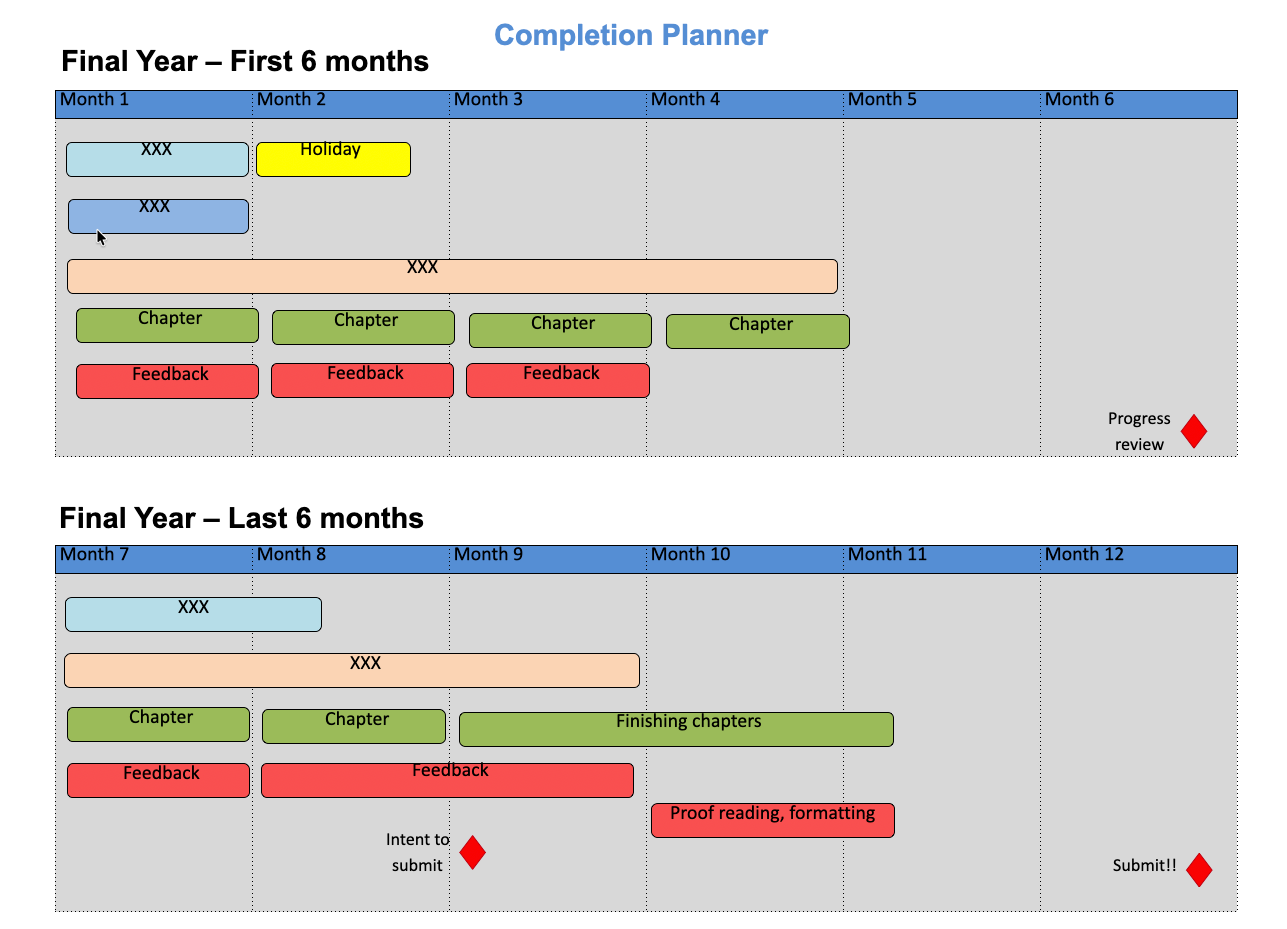 Completion Planner
Final Year – First 6 months
Month 1 Month 2 Month 3 Month 4 Month 5 Month 6
XXX Holiday
XXX
XXX
Chapter Chapter Chapter Chapter
Feedback Feedback Feedback
Progress
review
Final Year – Last 6 months
Month 7 Month 8 Month 9 Month 10 Month 11 Month 12
XXX
XXX
Chapter Chapter Finishing chapters
Feedback Feedback
Proof reading, formatting
Intent to
submit
Submit!!